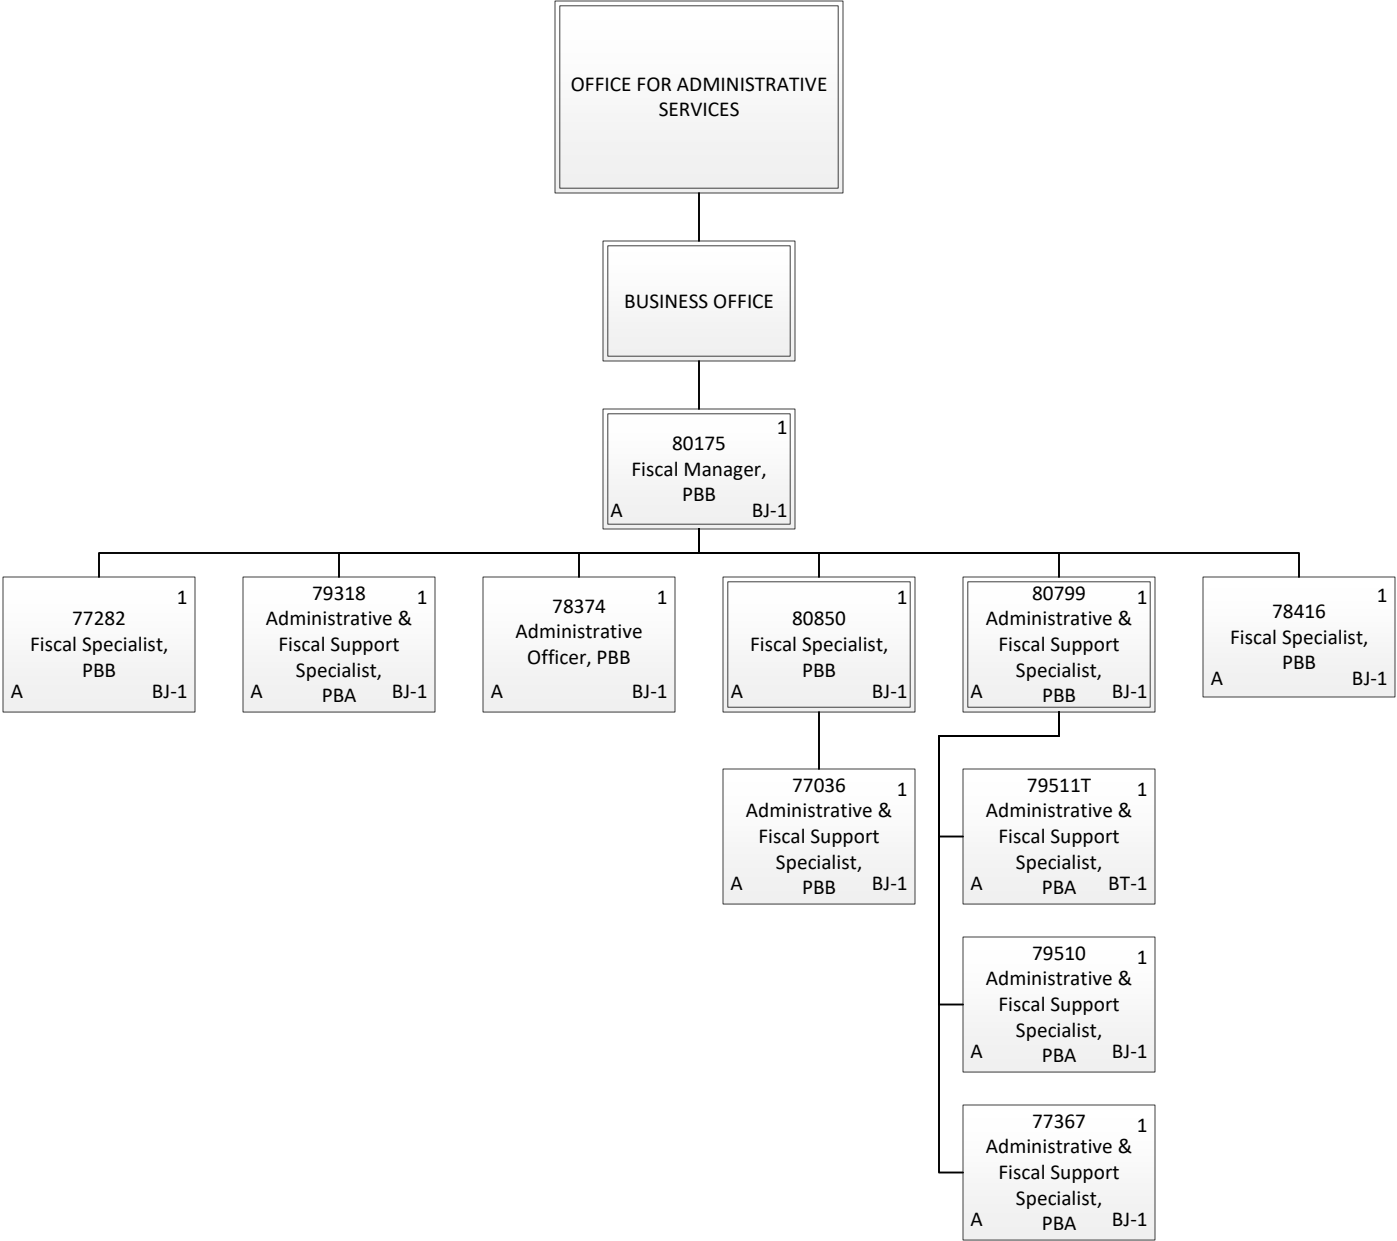 OFFICE FOR ADMINISTRATIVE
SERVICES
BUSINESS OFFICE
1
80175
Fiscal Manager,
PBB
A BJ-1
1
77282
Fiscal Specialist,
PBB
A BJ-1
79318 1
Administrative &
Fiscal Support
Specialist,
A PBA BJ-1
1
78374
Administrative
Officer, PBB
A BJ-1
1
80850
Fiscal Specialist,
PBB
A BJ-1
80799 1
Administrative &
Fiscal Support
Specialist,
A PBB BJ-1
1
78416
Fiscal Specialist,
PBB
A BJ-1
77036 1
Administrative &
Fiscal Support
Specialist,
A PBB BJ-1
79511T 1
Administrative &
Fiscal Support
Specialist,
A PBA BT-1
79510 1
Administrative &
Fiscal Support
Specialist,
A PBA BJ-1
77367 1
Administrative &
Fiscal Support
Specialist,
A PBA BJ-1